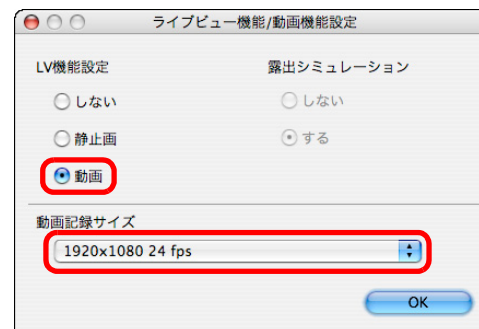 ライブビュー機能/動画機能設定
LV機能設定
露出シミュレーション
しない
しない
静止画
する
動画
動画記録サイズ
1920x1080 24 fps
OK